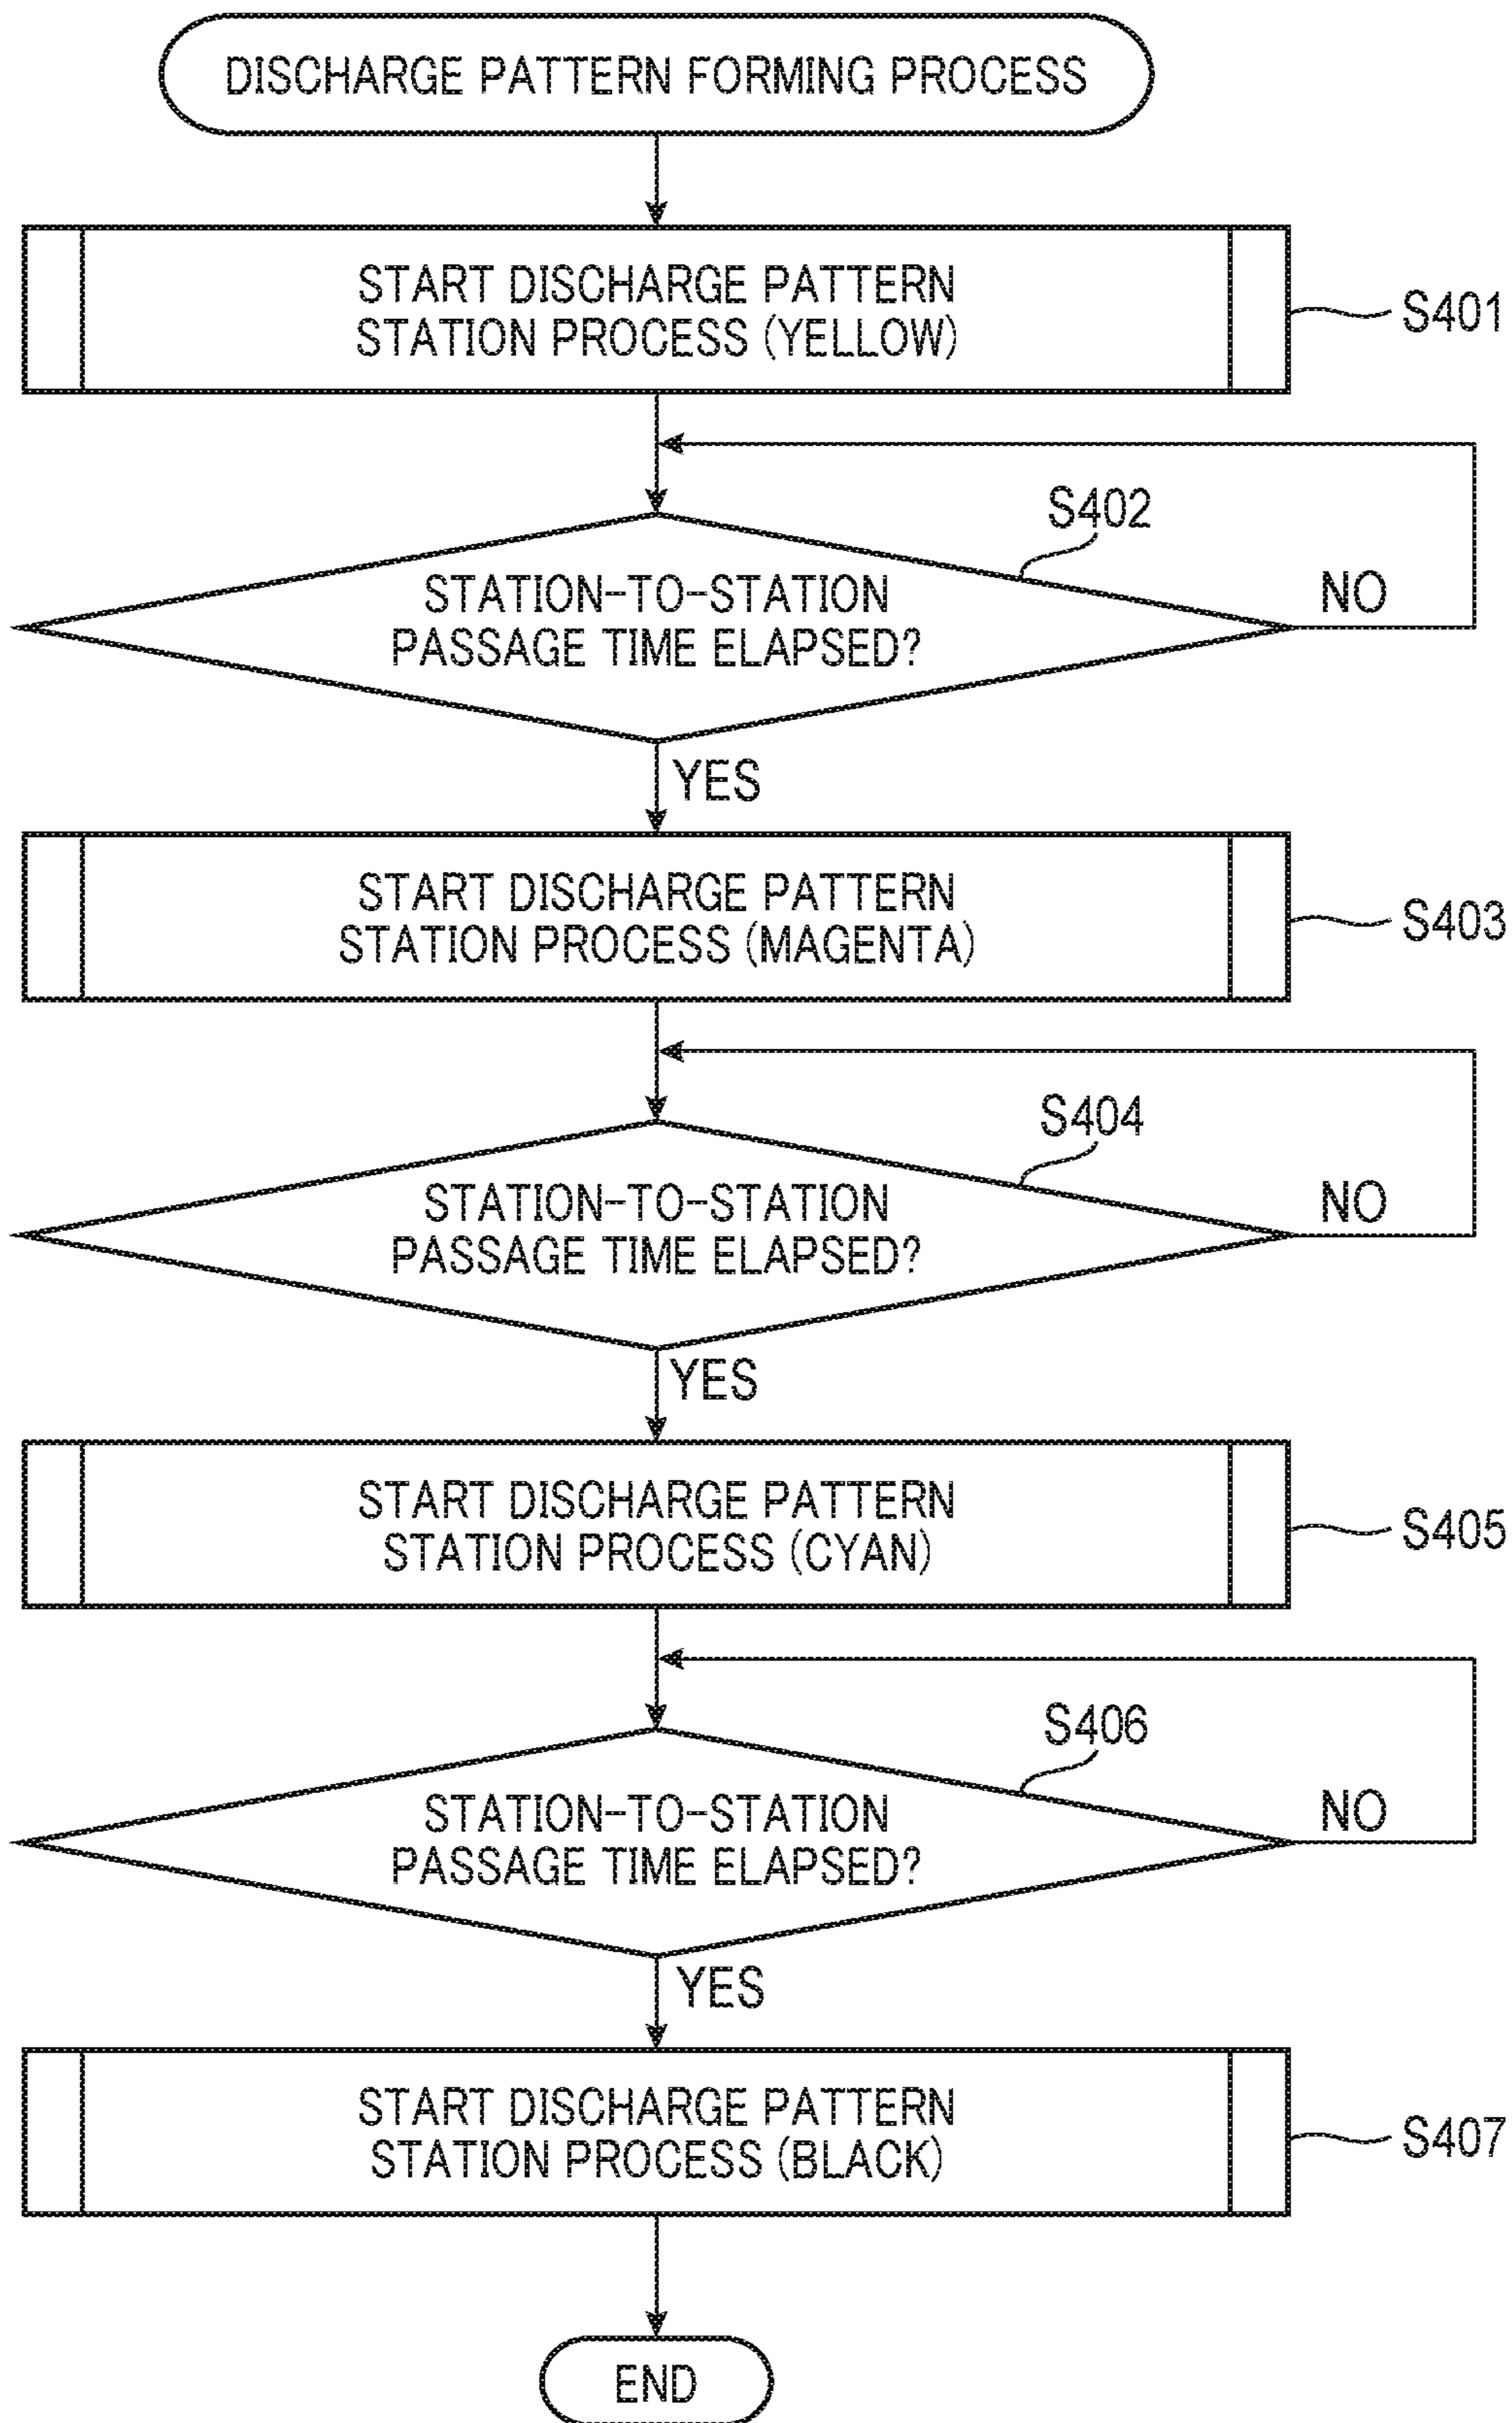 DISCHARGE PATTERN FORMING PROCESS
START DISCHARGE PATTERN
STATION PROCESS (YELLOW)
S401
S402
STATION-TO-STATION
PASSAGE TIME ELAPSED?
NO
YES
START DISCHARGE PATTERN
STATION PROCESS (MAGENTA)
S403
S404
STATION-TO-STATION
PASSAGE TIME ELAPSED?
NO
YES
START DISCHARGE PATTERN
STATION PROCESS (CYAN)
S405
S406
STATION-TO-STATION
PASSAGE TIME ELAPSED?
NO
YES
START DISCHARGE PATTERN
STATION PROCESS (BLACK)
S407
END